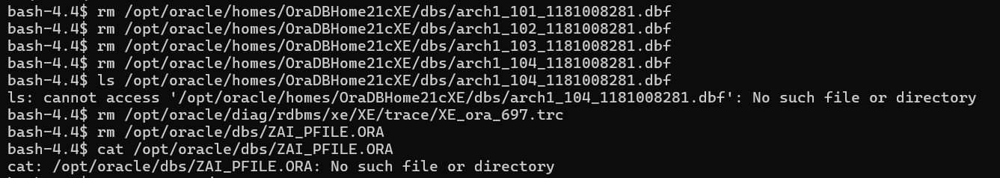 bash-4.4$ rm /opt/oracle/homes/OraDBHome21cXE/dbs/arch1_101_1181008281.dbf
bash-4.4$ rm /opt/oracle/homes/OraDBHome21cXE/dbs/arch1_102_1181008281.dbf
bash-4.4$ rm /opt/oracle/homes/OraDBHome21cXE/dbs/arch1_103_1181008281.dbf
bash-4.4$ rm /opt/oracle/homes/OraDBHome21cXE/dbs/arch1_104_1181008281.dbf
bash-4.4$ ls /opt/oracle/homes/OraDBHome21cXE/dbs/arch1_104_1181008281.dbf
ls: cannot access '/opt/oracle/homes/OraDBHome21cXE/dbs/arch1_104_1181008281.dbf': No such file or directory
bash-4.4$ rm /opt/oracle/diag/rdbms/xe/XE/trace/XE_ora_697.trc
bash-4.4$ rm /opt/oracle/dbs/ZAI_PFILE.ORA
bash-4.4$ cat /opt/oracle/dbs/ZAI_PFILE.ORA
cat: /opt/oracle/dbs/ZAI_PFILE.ORA: No such file or directory